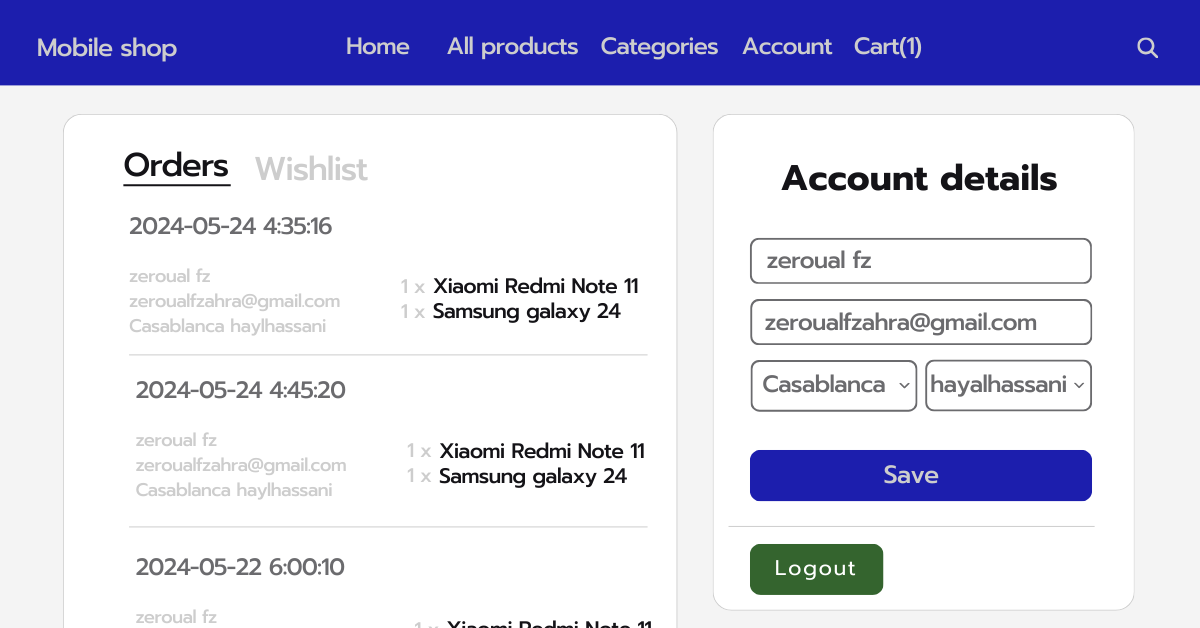 Mobile shop Home All products Categories Account Cart(1)
Orders Wishlist
2024-05-24 4:35:16
zeroual fz
zeroualfzahra@gmail.com
Casablanca haylhassani
1 x Xiaomi Redmi Note 11
1 x Samsung galaxy 24
2024-05-24 4:45:20
zeroual fz
zeroualfzahra@gmail.com
Casablanca haylhassani
1 x Xiaomi Redmi Note 11
1 x Samsung galaxy 24
2024-05-22 6:00:10
zeroual fz
1 x Xiaomi Redmi Note 11
Account details
zeroual fz
zeroualfzahra@gmail.com
Casablanca hayalhassani
Save
Logout